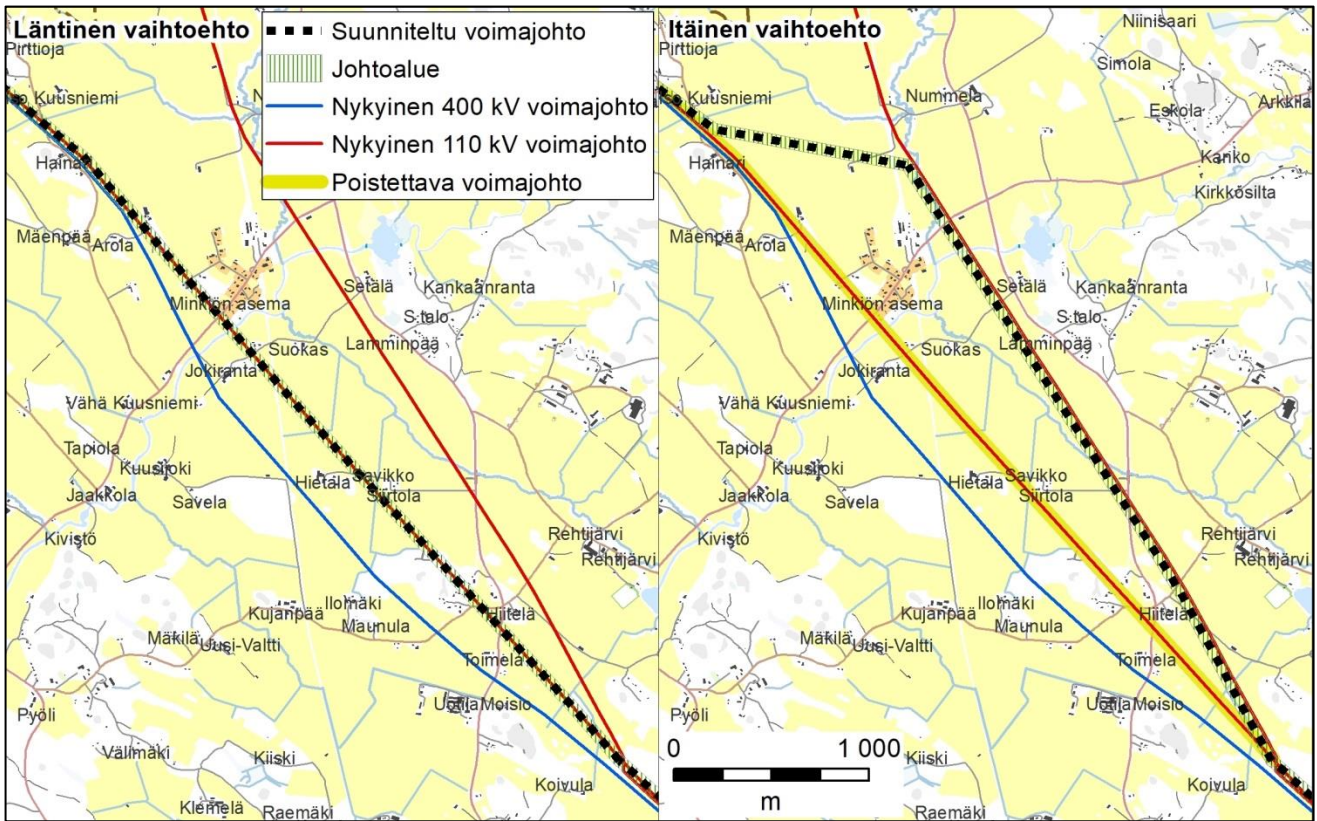 Läntinen vaihtoehto
Suunniteltu voimajohto
Johtoalue
Nykyinen 400 kV voimajohto
Nykyinen 110 kV voimajohto
Poistettava voimajohto
Pirttioja
Kuusniemi
Mäenpää
Arola
Minkiön asema
Setälä
Kankaanranta
S.talo
Lamminpää
Suokas
Jokiranta
Vähä Kuusniemi
Tapiola
Kuusjoki
Jaakkola
Savela
Hietala
Savikko
Siirtola
Kivistö
Rehtijärvi
Rehtijärvi
Ilomäki
Kujanpää
Maunula
Hiitelä
Mäkilä
Uusi-Valtti
Toimela
Uotila
Moisio
Pyöli
Välimäki
Kiiski
Koivula
Klemelä
Raemäki
Itäinen vaihtoehto
Niinisaari
Pirttioja
Simola
Kuusniemi
Nummela
Eskola
Arkkila
Hainari
Kanko
Kirkkosilta
Mäenpää
Arola
Minkiön asema
Setälä
Kankaanranta
S.talo
Lamminpää
Suokas
Jokiranta
Vähä Kuusniemi
Tapiola
Kuusjoki
Jaakkola
Savela
Hietala
Savikko
Siirtola
Kivistö
Rehtijärvi
Rehtijärvi
Ilomäki
Kujanpää
Maunula
Hiitelä
Mäkilä
Uusi-Valtti
Toimela
Uotila
Moisio
Pyöli
0
1 000
m
Kiiski
Koivula
Raemäki